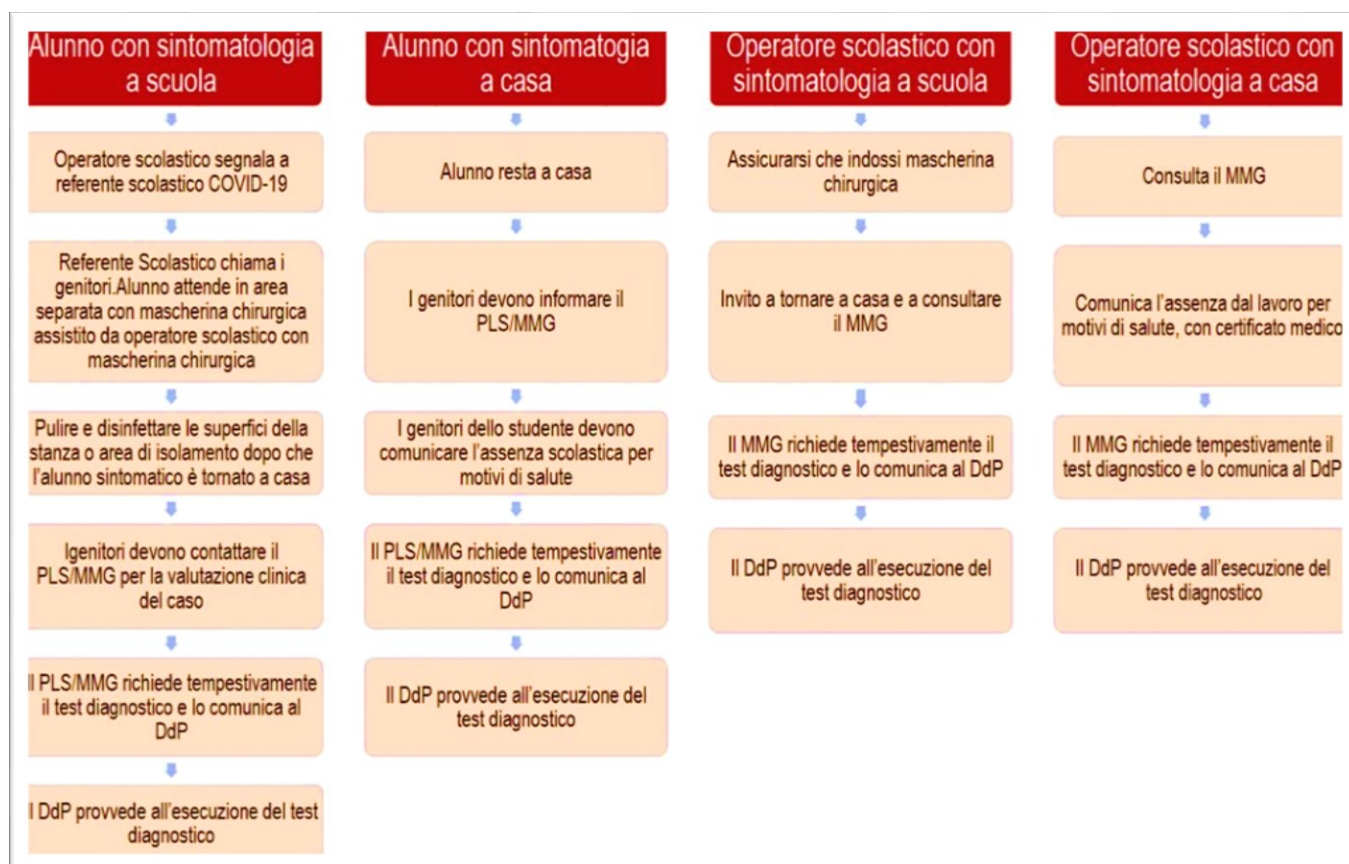 Alunno con sintomatologia
a scuola
Operatore scolastico segnala a
referente scolastico COVID-19
Referente Scolastico chiama i
genitori.Alunno attende in area
separata con mascherina chirurgica
assistito da operatore scolastico con
mascherina chirurgica
Pulire e disinfettare le superfici della
stanza o area di isolamento dopo che
l'alunno sintomatico è tornato a casa
Igenitori devono contattare il
PLS/MMG per la valutazione clinica
del caso
Il PLS/MMG richiede tempestivamente
il test diagnostico e lo comunica al
DdP
Il DdP provvede all'esecuzione del test
diagnostico
Alunno con sintomatogia
a casa
Alunno resta a casa
I genitori devono informare il
PLS/MMG
I genitori dello studente devono
comunicare l'assenza scolastica per
motivi di salute
Il PLS/MMG richiede tempestivamente
il test diagnostico e lo comunica al
DdP
Il DdP provvede all'esecuzione del
test diagnostico
Operatore scolastico con
sintomatologia a scuola
Assicurarsi che indossi mascherina
chirurgica
Invito a tornare a casa e a consultare
il MMG
Il MMG richiede tempestivamente il
test diagnostico e lo comunica al DdP
Il DdP provvede all'esecuzione del
test diagnostico
Operatore scolastico con
sintomatologia a casa
Consulta il MMG
Comunica l'assenza dal lavoro per
motivi di salute, con certificato medico
Il MMG richiede tempestivamente il
test diagnostico e lo comunica al DdP
Il DdP provvede all'esecuzione del
test diagnostico